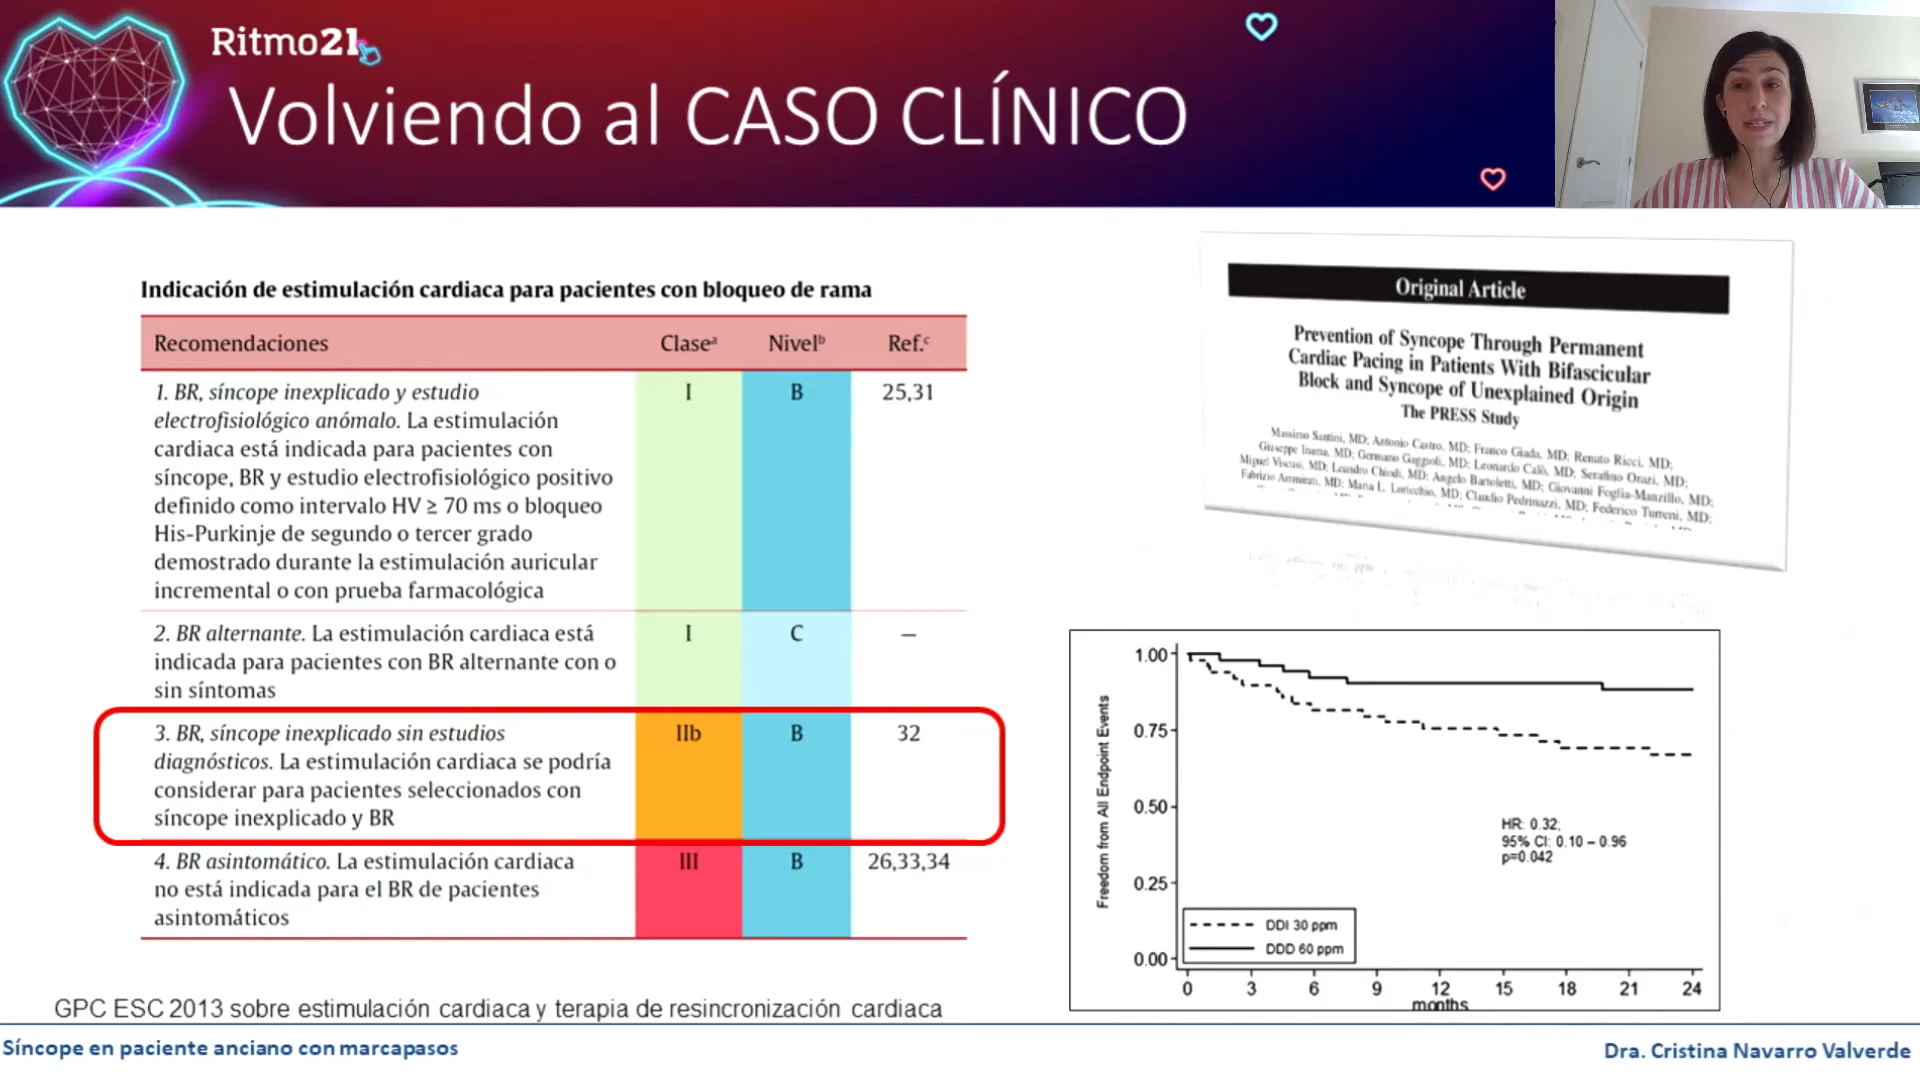 Ritmo21
Volviendo al CASO CLÍNICO
Indicación de estimulación cardiaca para pacientes con bloqueo de rama
Recomendaciones Claseᵃ Nivelᵇ Ref.ᶜ
1. BR, síncope inexplicado y estudio I B 25,31
electrofisiológico anómalo. La estimulación
cardiaca está indicada para pacientes con
síncope, BR y estudio electrofisiológico positivo
definido como intervalo HV ≥ 70 ms o bloqueo
His-Purkinje de segundo o tercer grado
demostrado durante la estimulación auricular
incremental o con prueba farmacológica
2. BR alternante. La estimulación cardiaca está I C —
indicada para pacientes con BR alternante con o
sin síntomas
3. BR, síncope inexplicado sin estudios IIb B 32
diagnósticos. La estimulación cardiaca se podría
considerar para pacientes seleccionados con
síncope inexplicado y BR
4. BR asintomático. La estimulación cardiaca III B 26,33,34
no está indicada para el BR de pacientes
asintomáticos
GPC ESC 2013 sobre estimulación cardiaca y terapia de resincronización cardiaca
Original Article
Prevention of Syncope Through Permanent
Cardiac Pacing in Patients With Bifascicular
Block and Syncope of Unexplained Origin
The PRESS Study
Massimo Santini, MD; Antonio Castro, MD; Franco Giada, MD; Renato Ricci, MD;
Giuseppe Inama, MD; Germano Gaggioli, MD; Leonardo Calò, MD; Serafino Orazi, MD;
Miguel Viscusi, MD; Leandro Chiodi, MD; Angelo Bartoletti, MD; Giovanni Foglia-Manzillo, MD;
Fabrizio Ammirati, MD; Maria L. Loricchio, MD; Claudio Pedrinazzi, MD; Federico Turreni, MD;
Freedom from All Endpoint Events
1.00
0.75
0.50
0.25
0.00
HR: 0.32;
95% CI: 0.10 – 0.96
p=0.042
DDI 30 ppm
DDD 60 ppm
0 3 6 9 12 15 18 21 24
months
Síncope en paciente anciano con marcapasos
Dra. Cristina Navarro Valverde